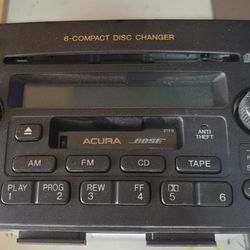 6-COMPACT DISC CHANGER
ACURA BOSE
ANTI
THEFT
AM FM CD TAPE
PLAY PROG REW FF
1 2 3 4 5 6